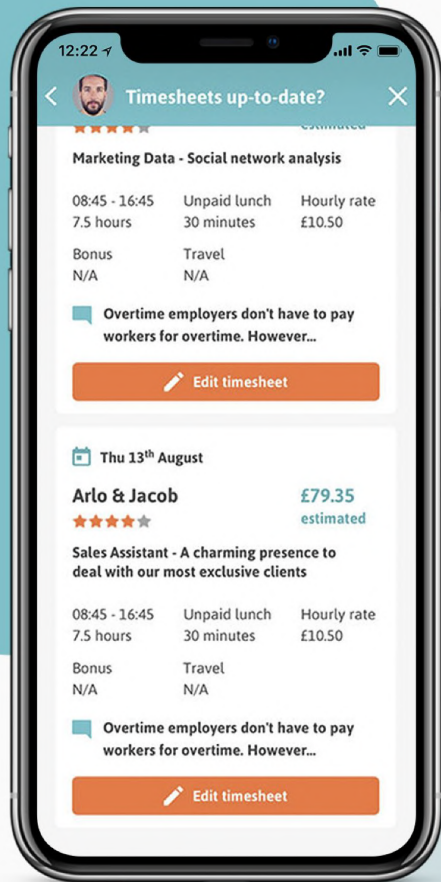 12:22
Timesheets up-to-date?
estimated
Marketing Data - Social network analysis
08:45 - 16:45 Unpaid lunch Hourly rate
7.5 hours 30 minutes £10.50
Bonus Travel
N/A N/A
Overtime employers don't have to pay
workers for overtime. However...
Edit timesheet
Thu 13th August
Arlo & Jacob £79.35
estimated
Sales Assistant - A charming presence to
deal with our most exclusive clients
08:45 - 16:45 Unpaid lunch Hourly rate
7.5 hours 30 minutes £10.50
Bonus Travel
N/A N/A
Overtime employers don't have to pay
workers for overtime. However...
Edit timesheet